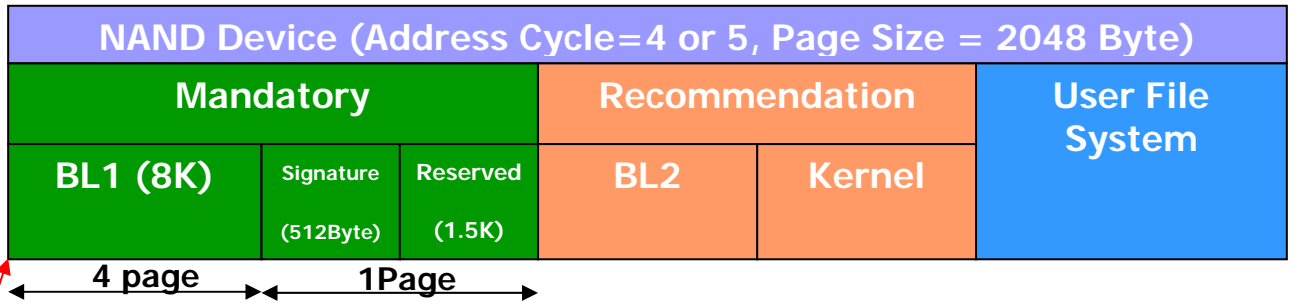 NAND Device (Address Cycle=4 or 5, Page Size = 2048 Byte)
Mandatory
Recommendation
User File
System
BL1 (8K)
Signature
(512Byte)
Reserved
(1.5K)
BL2
Kernel
4 page
1Page